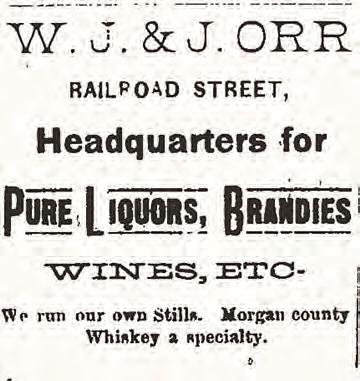 W. J. & J. ORR
RAILROAD STREET,
Headquarters for
PURE LIQUORS, BRANDIES
WINES, ETC-
We run our own Stills. Morgan county
Whiskey a specialty.